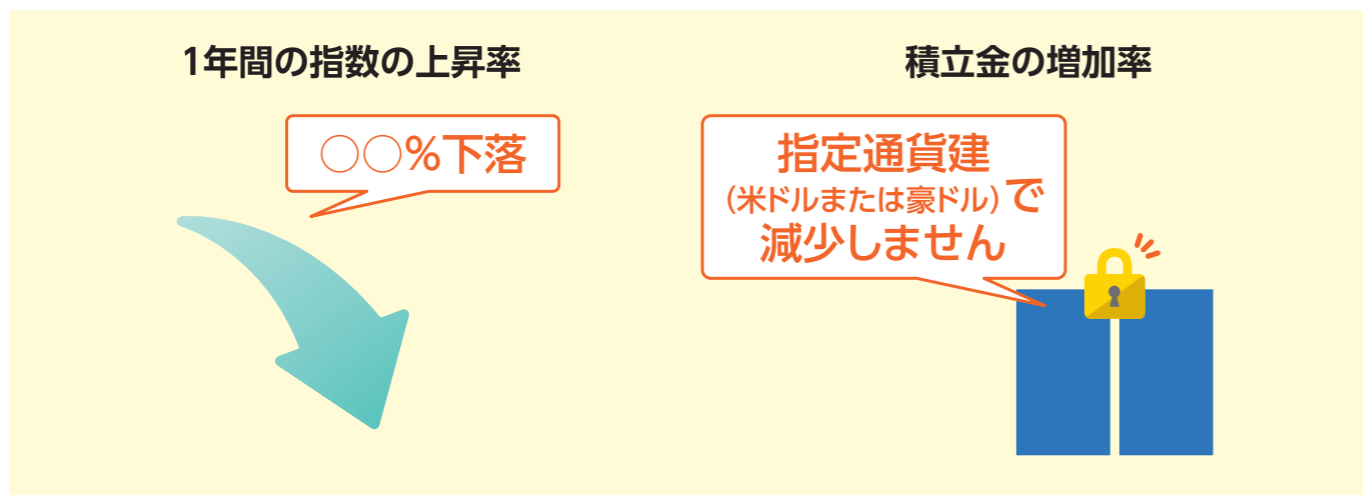 1年間の指数の上昇率
○○%下落
積立金の増加率
指定通貨建
(米ドルまたは豪ドル)で
減少しません